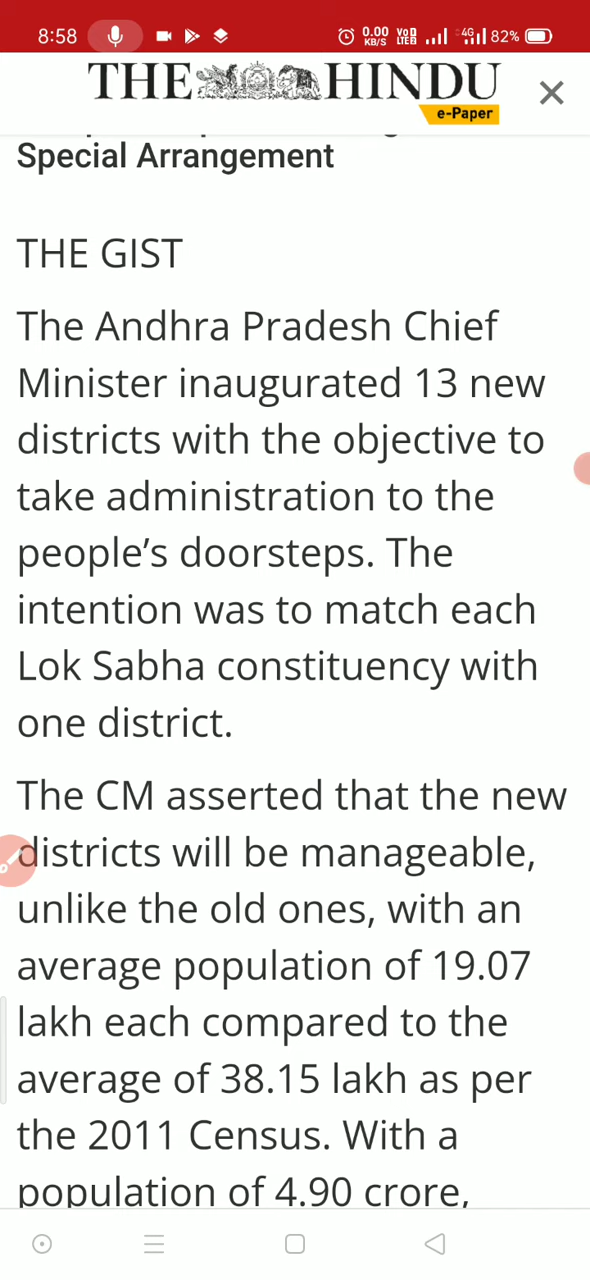 8:58
0.00 KB/S
VoD LTE
4G
82%
THE HINDU
e-Paper
Special Arrangement
THE GIST
The Andhra Pradesh Chief
Minister inaugurated 13 new
districts with the objective to
take administration to the
people’s doorsteps. The
intention was to match each
Lok Sabha constituency with
one district.
The CM asserted that the new
districts will be manageable,
unlike the old ones, with an
average population of 19.07
lakh each compared to the
average of 38.15 lakh as per
the 2011 Census. With a
population of 4.90 crore,